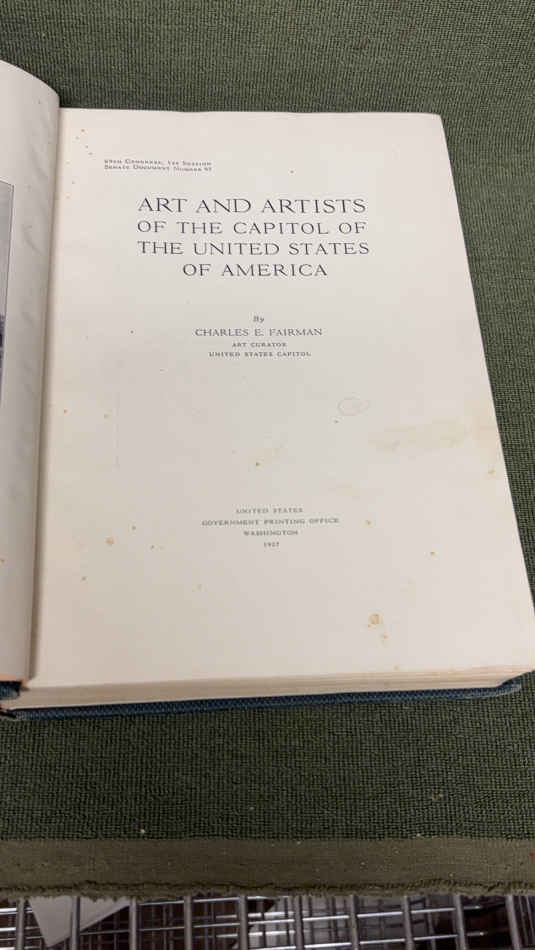 69TH CONGRESS, 1ST SESSION
SENATE DOCUMENT NUMBER 95
ART AND ARTISTS
OF THE CAPITOL OF
THE UNITED STATES
OF AMERICA
By
CHARLES E. FAIRMAN
ART CURATOR
UNITED STATES CAPITOL
UNITED STATES
GOVERNMENT PRINTING OFFICE
WASHINGTON
1927